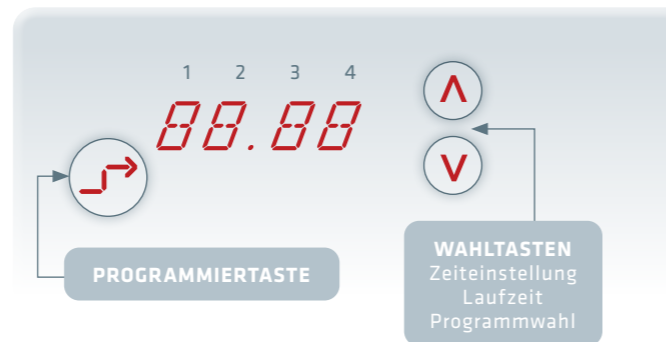 1 2 3 4
88.88
PROGRAMMIERTASTE
WAHLTASTEN
Zeiteinstellung
Laufzeit
Programmwahl